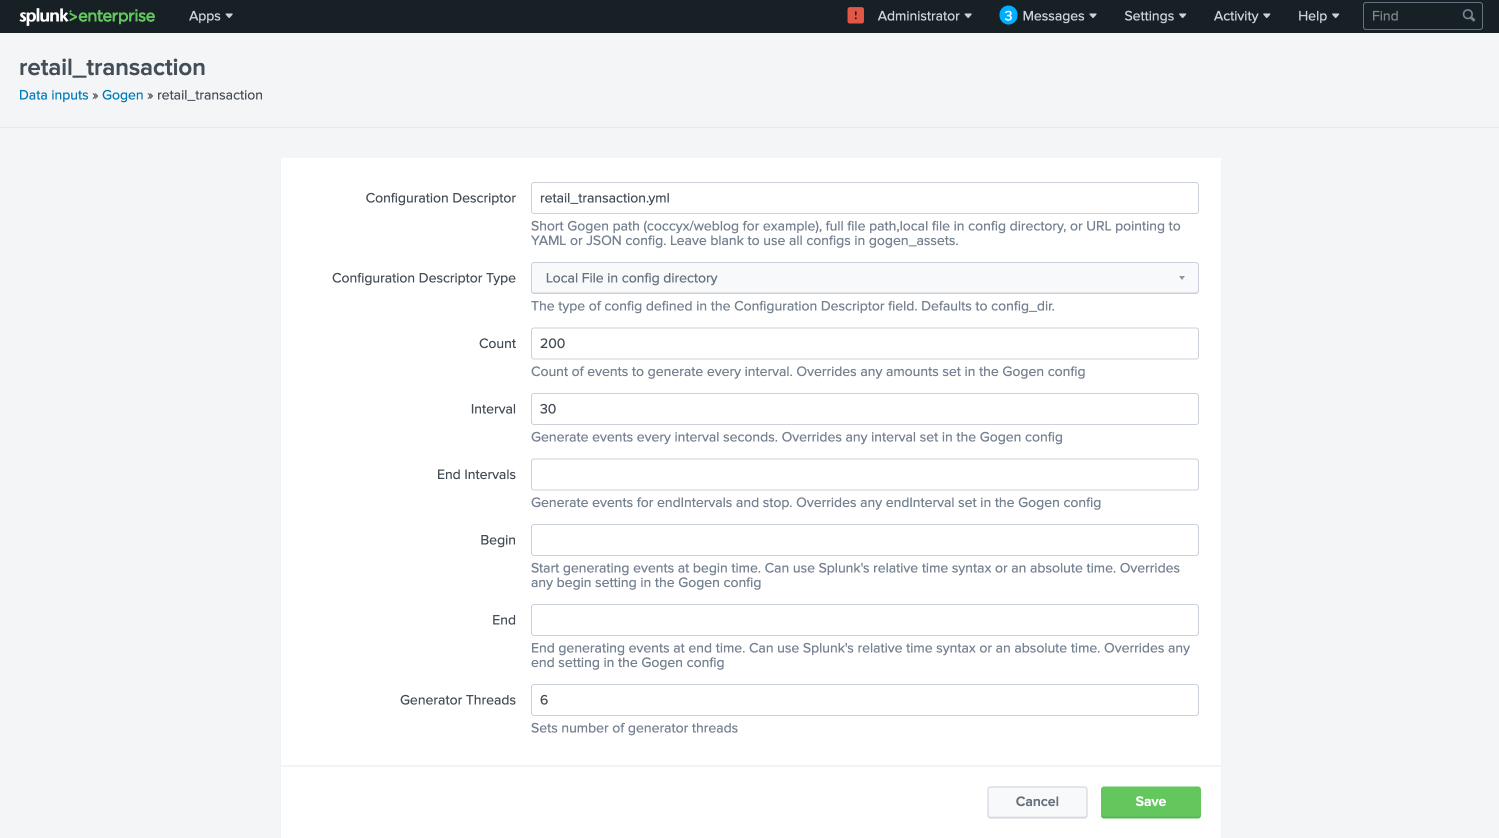 splunk>enterprise Apps ! Administrator 3 Messages Settings Activity Help Find
retail_transaction
Data inputs » Gogen » retail_transaction
Configuration Descriptor retail_transaction.yml
Short Gogen path (coccyx/weblog for example), full file path,local file in config directory, or URL pointing to
YAML or JSON config. Leave blank to use all configs in gogen_assets.
Configuration Descriptor Type Local File in config directory
The type of config defined in the Configuration Descriptor field. Defaults to config_dir.
Count 200
Count of events to generate every interval. Overrides any amounts set in the Gogen config
Interval 30
Generate events every interval seconds. Overrides any interval set in the Gogen config
End Intervals
Generate events for endIntervals and stop. Overrides any endInterval set in the Gogen config
Begin
Start generating events at begin time. Can use Splunk's relative time syntax or an absolute time. Overrides
any begin setting in the Gogen config
End
End generating events at end time. Can use Splunk's relative time syntax or an absolute time. Overrides any
end setting in the Gogen config
Generator Threads 6
Sets number of generator threads
Cancel Save